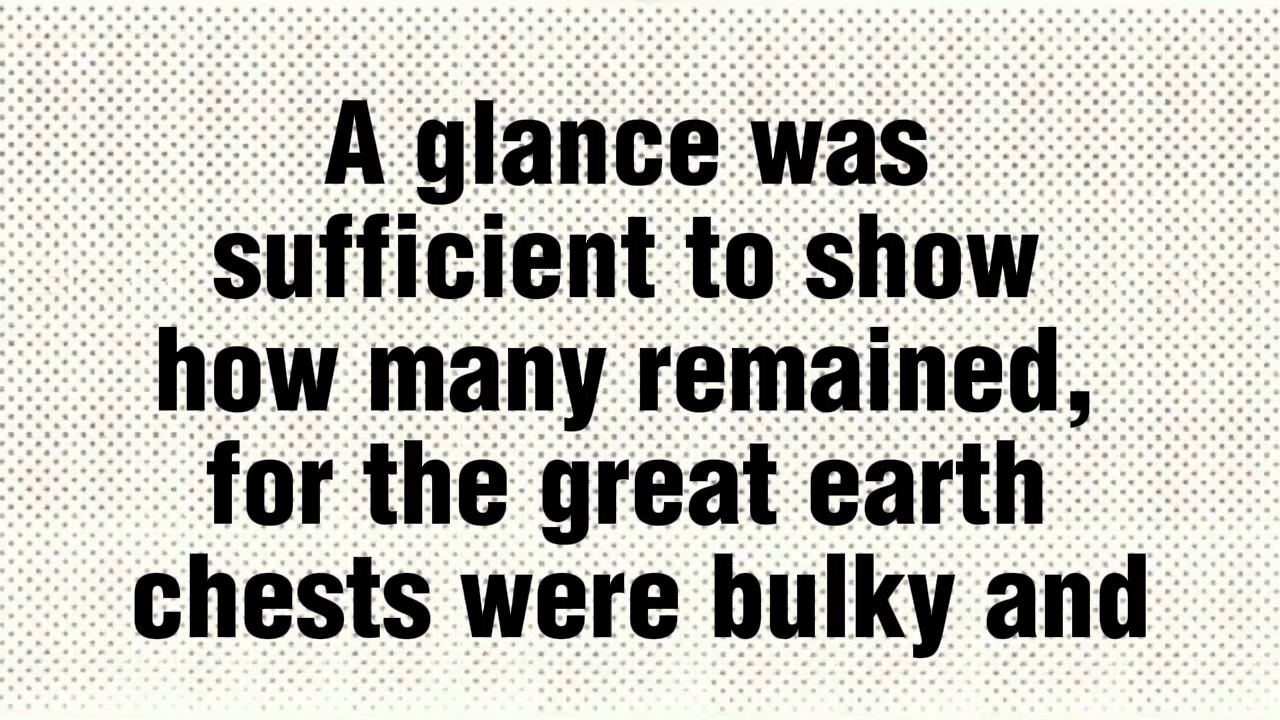 A glance was
sufficient to show
how many remained,
for the great earth
chests were bulky and